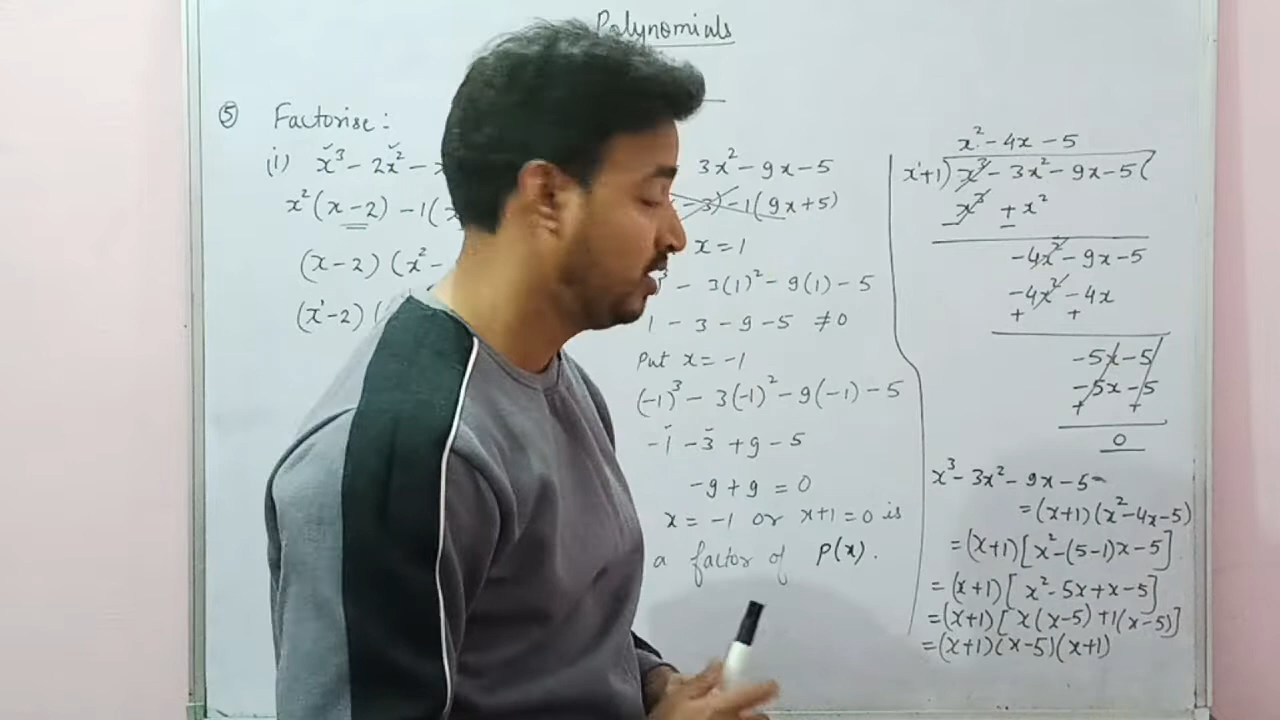 Polynomials
⑤ Factorise:
(i) x³ - 2x² -
x²(x-2) -1(
(x-2) (x² -
(x-2) (
3x² - 9x - 5
-3) -1(9x+5)
x = 1
- 3(1)² - 9(1) - 5
1 - 3 - 9 - 5 ≠ 0
Put x = -1
(-1)³ - 3(-1)² - 9(-1) - 5
-1 - 3 + 9 - 5
-9 + 9 = 0
x = -1 or x+1 = 0 is
a factor of P(x).
x² - 4x - 5
x+1) x³ - 3x² - 9x - 5 (
x³ + x²
-
-
-4x² - 9x - 5
-4x² - 4x
+ +
-5x - 5
-5x - 5
+ +
0
x³ - 3x² - 9x - 5
= (x+1)(x² - 4x - 5)
= (x+1)[x² - (5-1)x - 5]
= (x+1)[x² - 5x + x - 5]
= (x+1)[x(x-5) + 1(x-5)]
= (x+1)(x-5)(x+1)